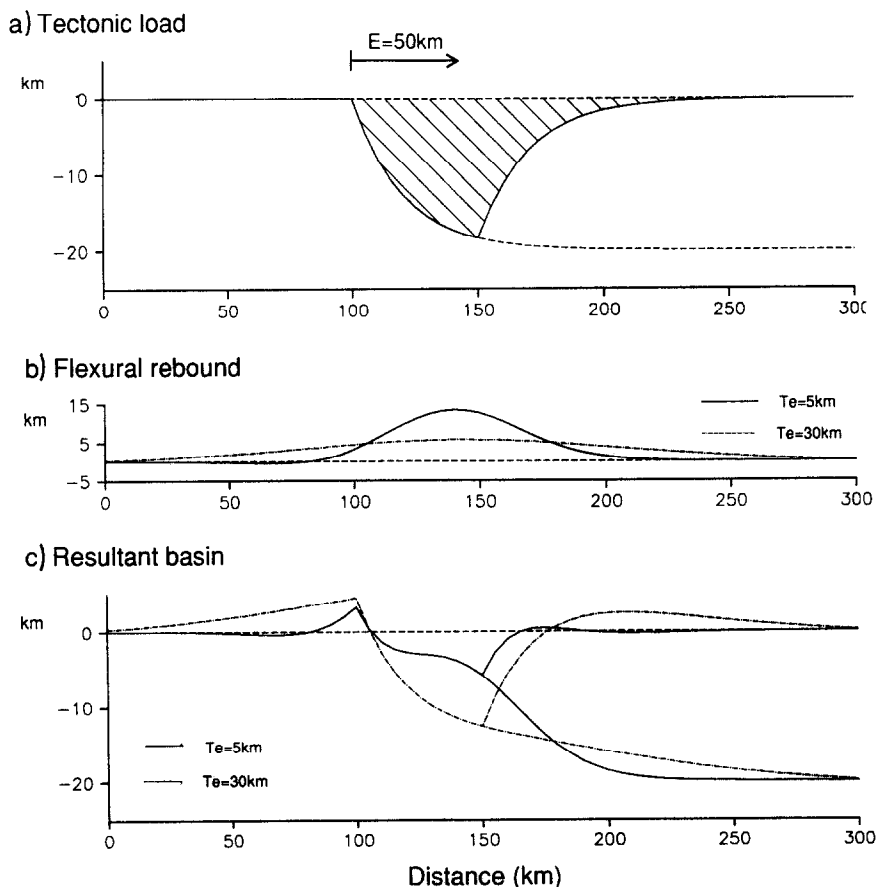 a) Tectonic load
E=50km
km
0
-10
-20
0 50 100 150 200 250 30
b) Flexural rebound
km
15
5
-5
Te=5km
Te=30km
0 50 100 150 200 250 300
c) Resultant basin
km
0
-10
-20
Te=5km
Te=30km
0 50 100 150 200 250 300
Distance (km)